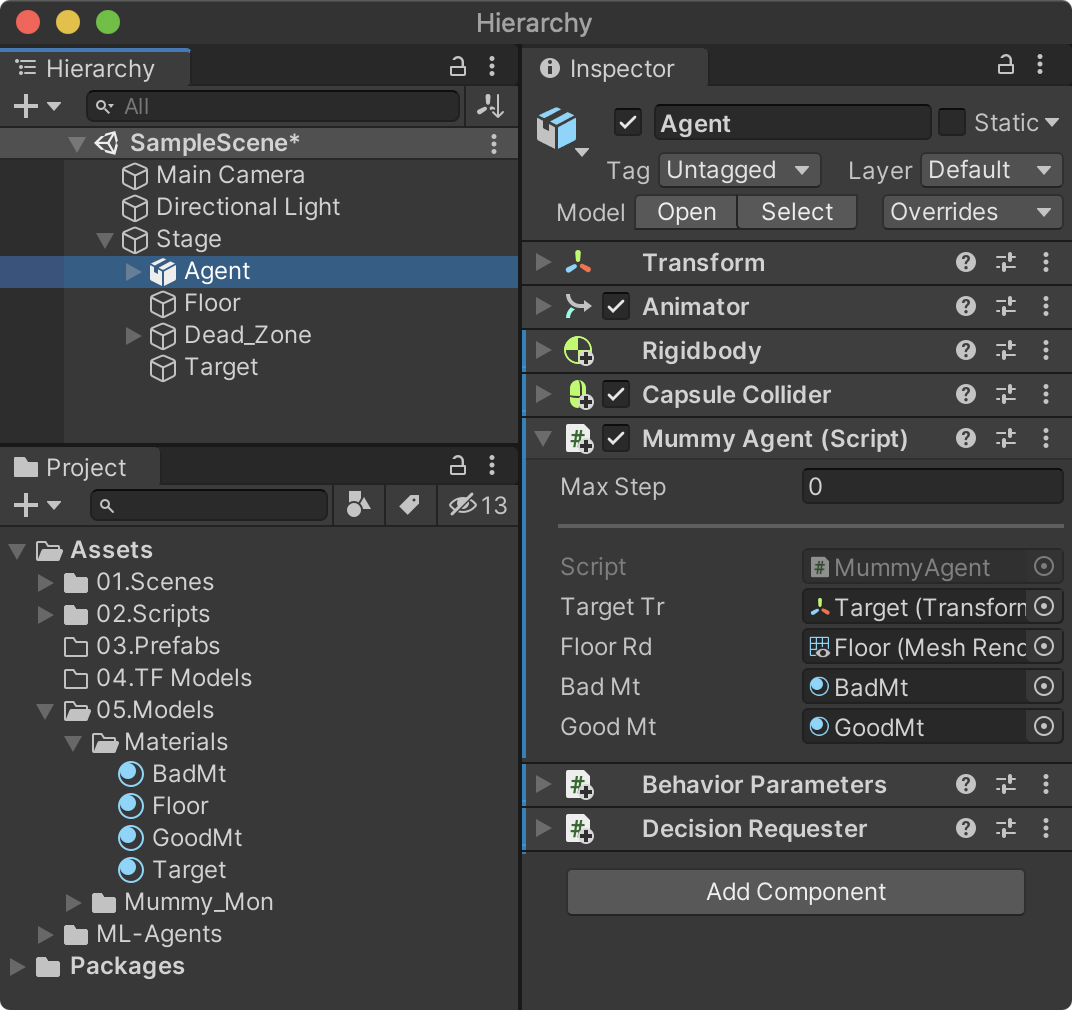 Hierarchy
Hierarchy
All
SampleScene*
Main Camera
Directional Light
Stage
Agent
Floor
Dead_Zone
Target
Project
13
Assets
01.Scenes
02.Scripts
03.Prefabs
04.TF Models
05.Models
Materials
BadMt
Floor
GoodMt
Target
Mummy_Mon
ML-Agents
Packages
Inspector
Agent Static
Tag Untagged Layer Default
Model Open Select Overrides
Transform
Animator
Rigidbody
Capsule Collider
# Mummy Agent (Script)
Max Step 0
Script # MummyAgent
Target Tr Target (Transforn
Floor Rd Floor (Mesh Renc
Bad Mt BadMt
Good Mt GoodMt
# Behavior Parameters
# Decision Requester
Add Component